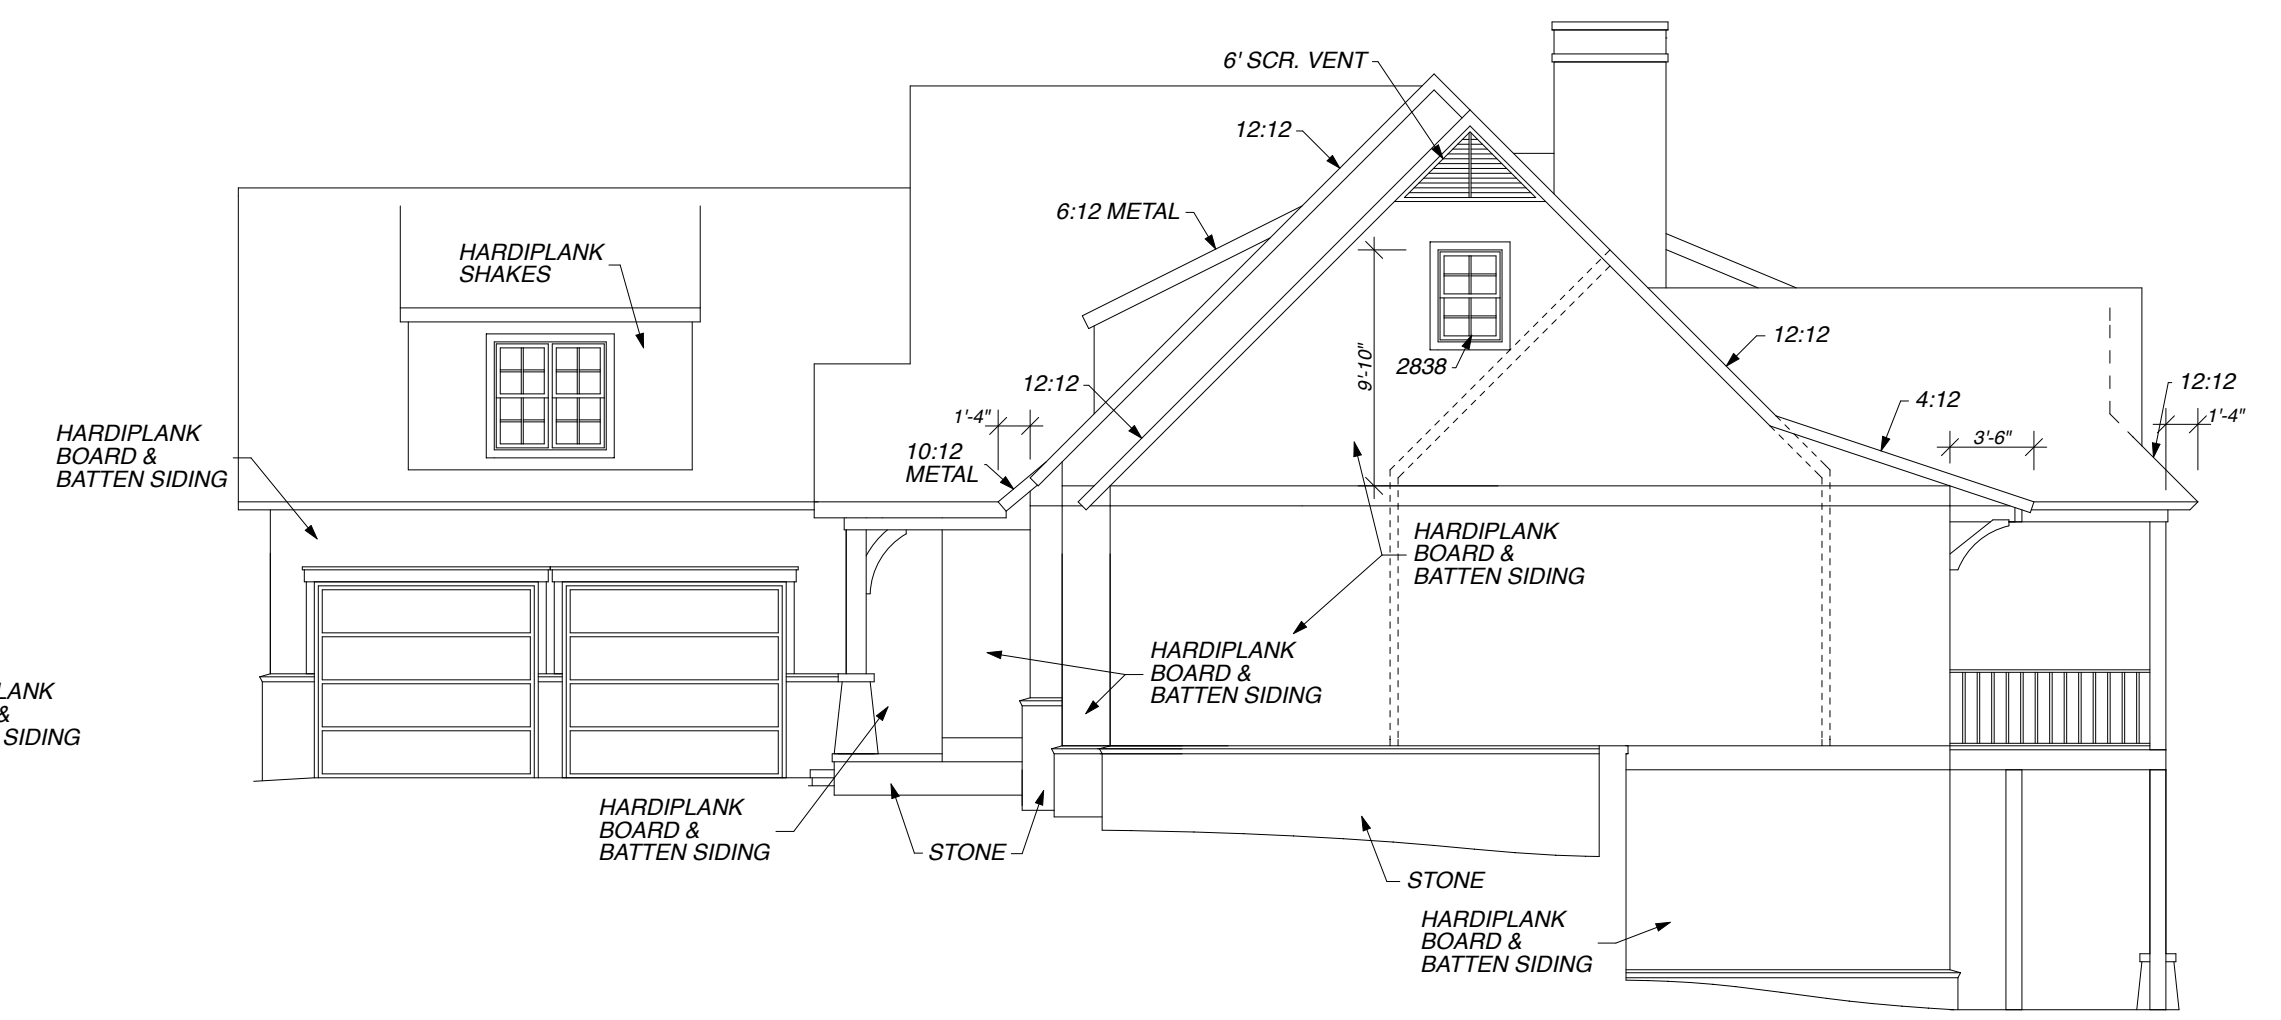 6' SCR. VENT
12:12
6:12 METAL
HARDIPLANK
SHAKES
12:12
9'-10"
2838
12:12
12:12
1'-4"
4:12
1'-4"
3'-6"
10:12
METAL
HARDIPLANK
BOARD &
BATTEN SIDING
HARDIPLANK
BOARD &
BATTEN SIDING
HARDIPLANK
BOARD &
BATTEN SIDING
LANK
&
SIDING
HARDIPLANK
BOARD &
BATTEN SIDING
STONE
STONE
HARDIPLANK
BOARD &
BATTEN SIDING